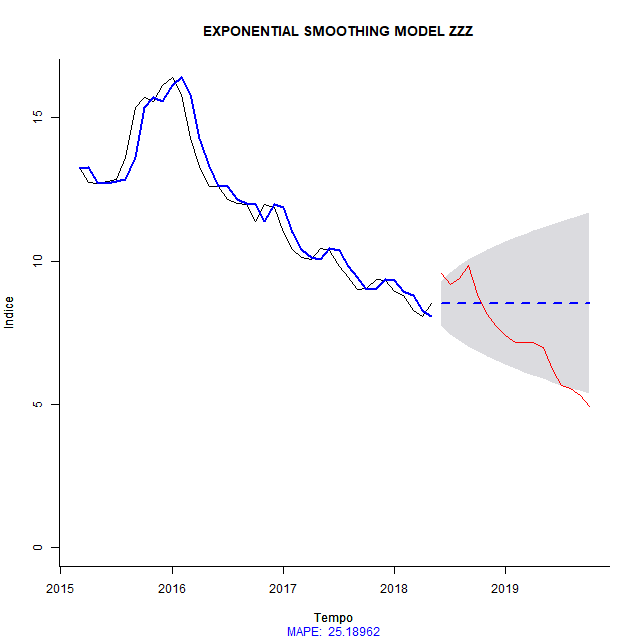 EXPONENTIAL SMOOTHING MODEL ZZZ
15
10
5
0
Indice
2015 2016 2017 2018 2019
Tempo
MAPE: 25.18962